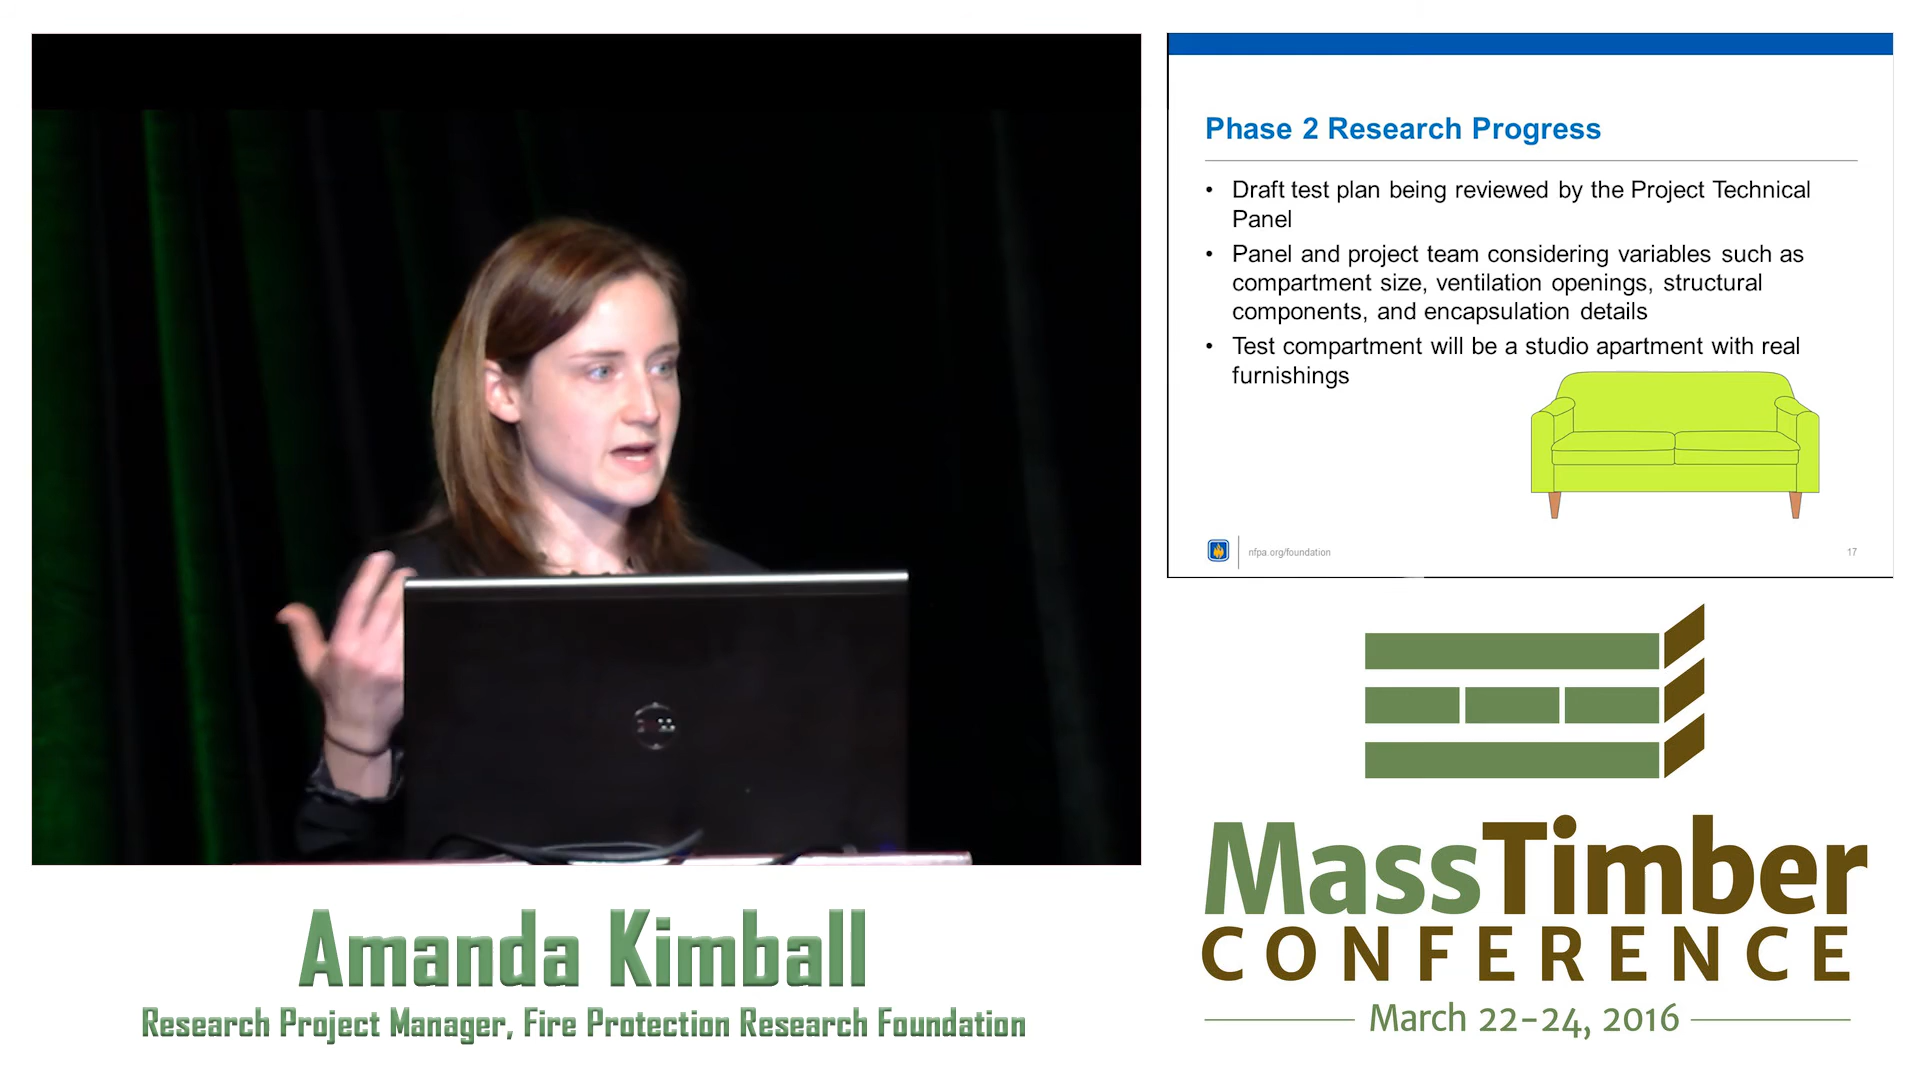 Phase 2 Research Progress
• Draft test plan being reviewed by the Project Technical
Panel
• Panel and project team considering variables such as
compartment size, ventilation openings, structural
components, and encapsulation details
• Test compartment will be a studio apartment with real
furnishings
nfpa.org/foundation
17
MassTimber
CONFERENCE
March 22-24, 2016
Amanda Kimball
Research Project Manager, Fire Protection Research Foundation